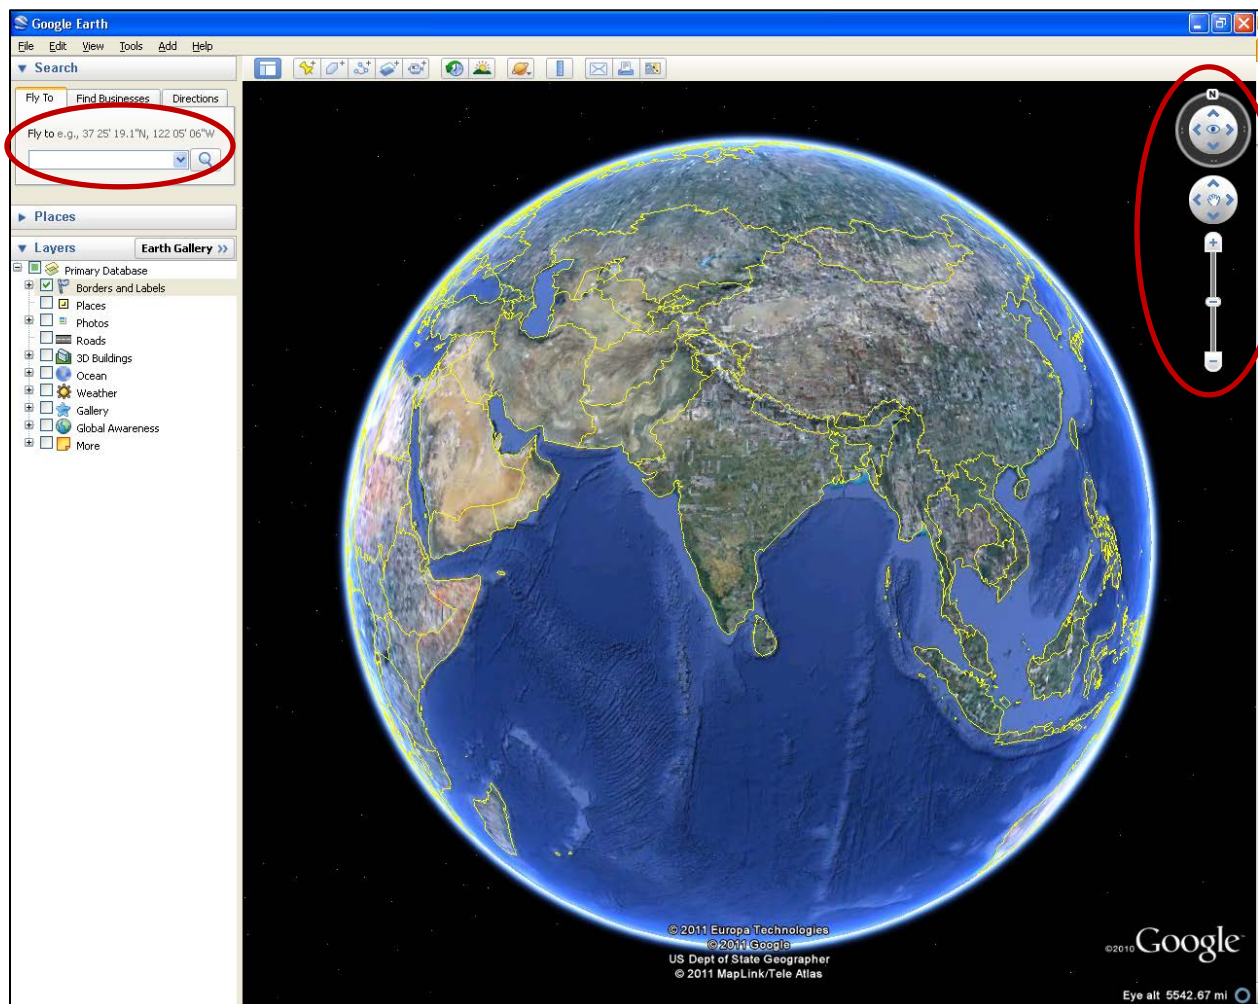 Google Earth
File Edit View Tools Add Help
Search
Fly To Find Businesses Directions
Fly to e.g., 37 25' 19.1"N, 122 05' 06"W
Places
Layers Earth Gallery >>
Primary Database
Borders and Labels
Places
Photos
Roads
3D Buildings
Ocean
Weather
Gallery
Global Awareness
More
N
© 2011 Europa Technologies
© 2011 Google
US Dept of State Geographer
© 2011 MapLink/Tele Atlas
©2010 Google
Eye alt 5542.67 mi